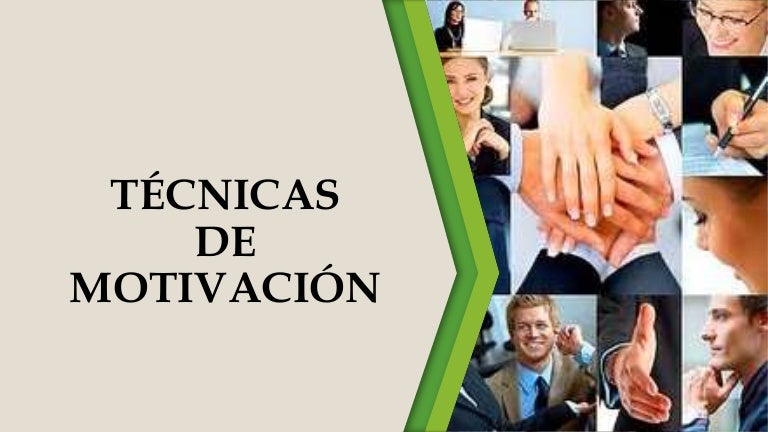 TÉCNICAS
DE
MOTIVACIÓN